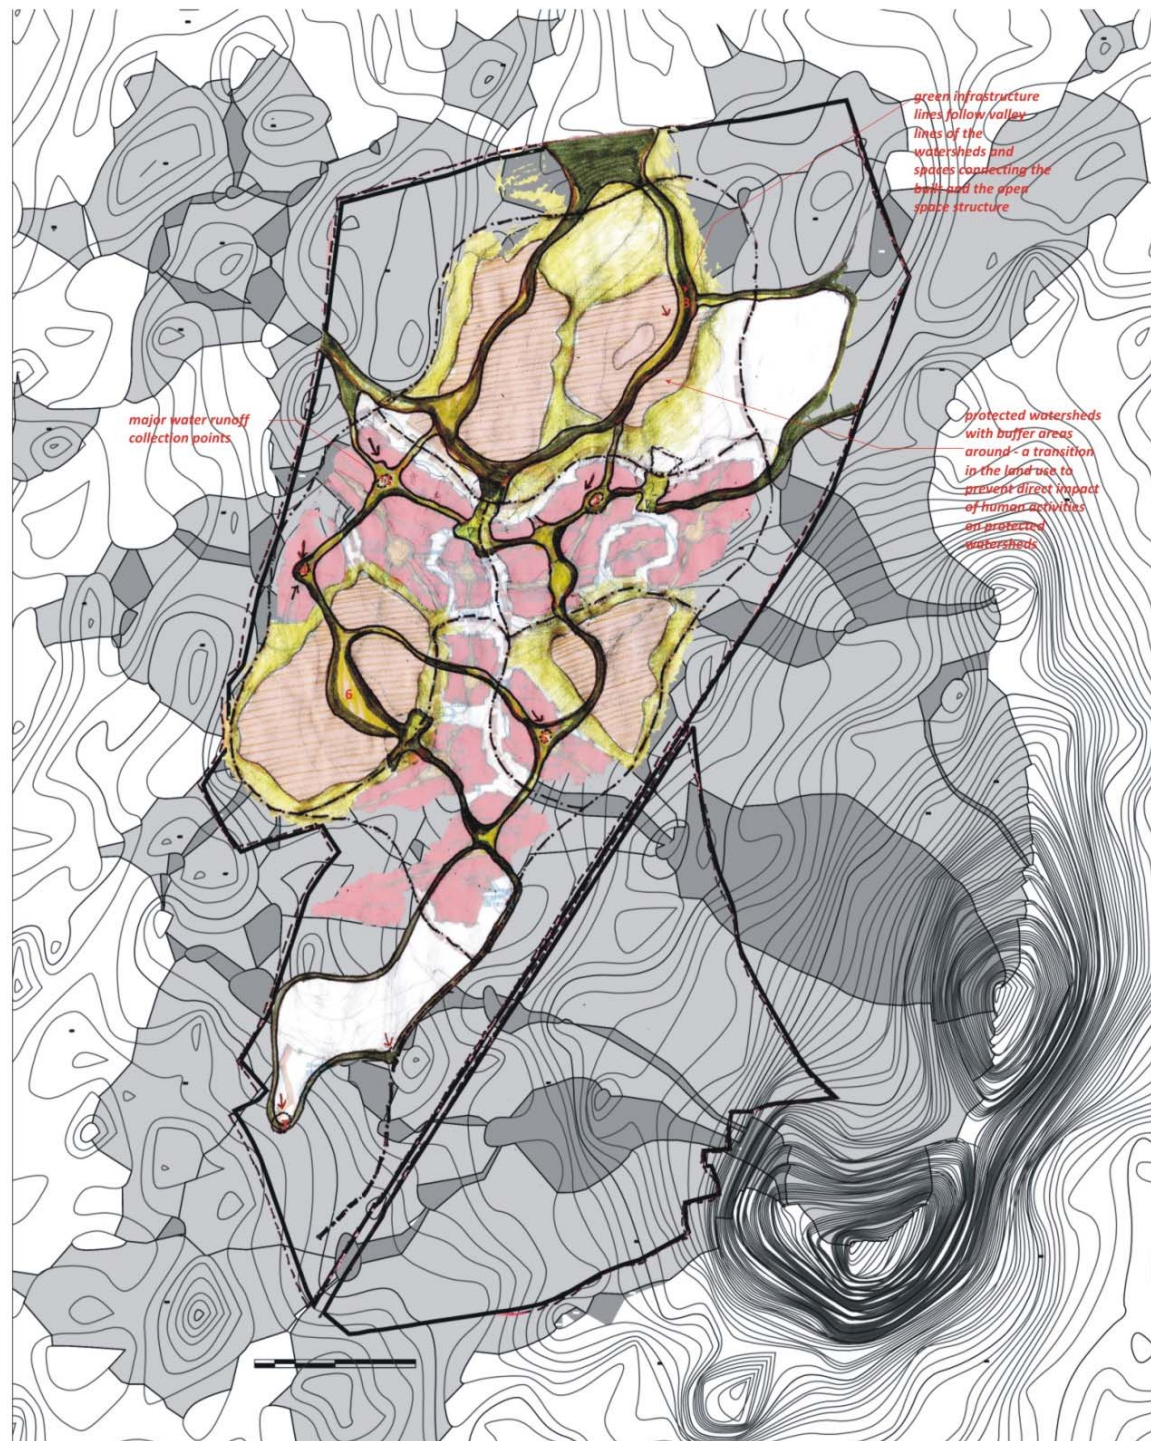 green infrastructure
lines follow valley
lines of the
watersheds and
spaces connecting the
built and the open
space structure
major water runoff
collection points
protected watersheds
with buffer areas
around - a transition
in the land use to
prevent direct impact
of human activities
on protected
watersheds
6